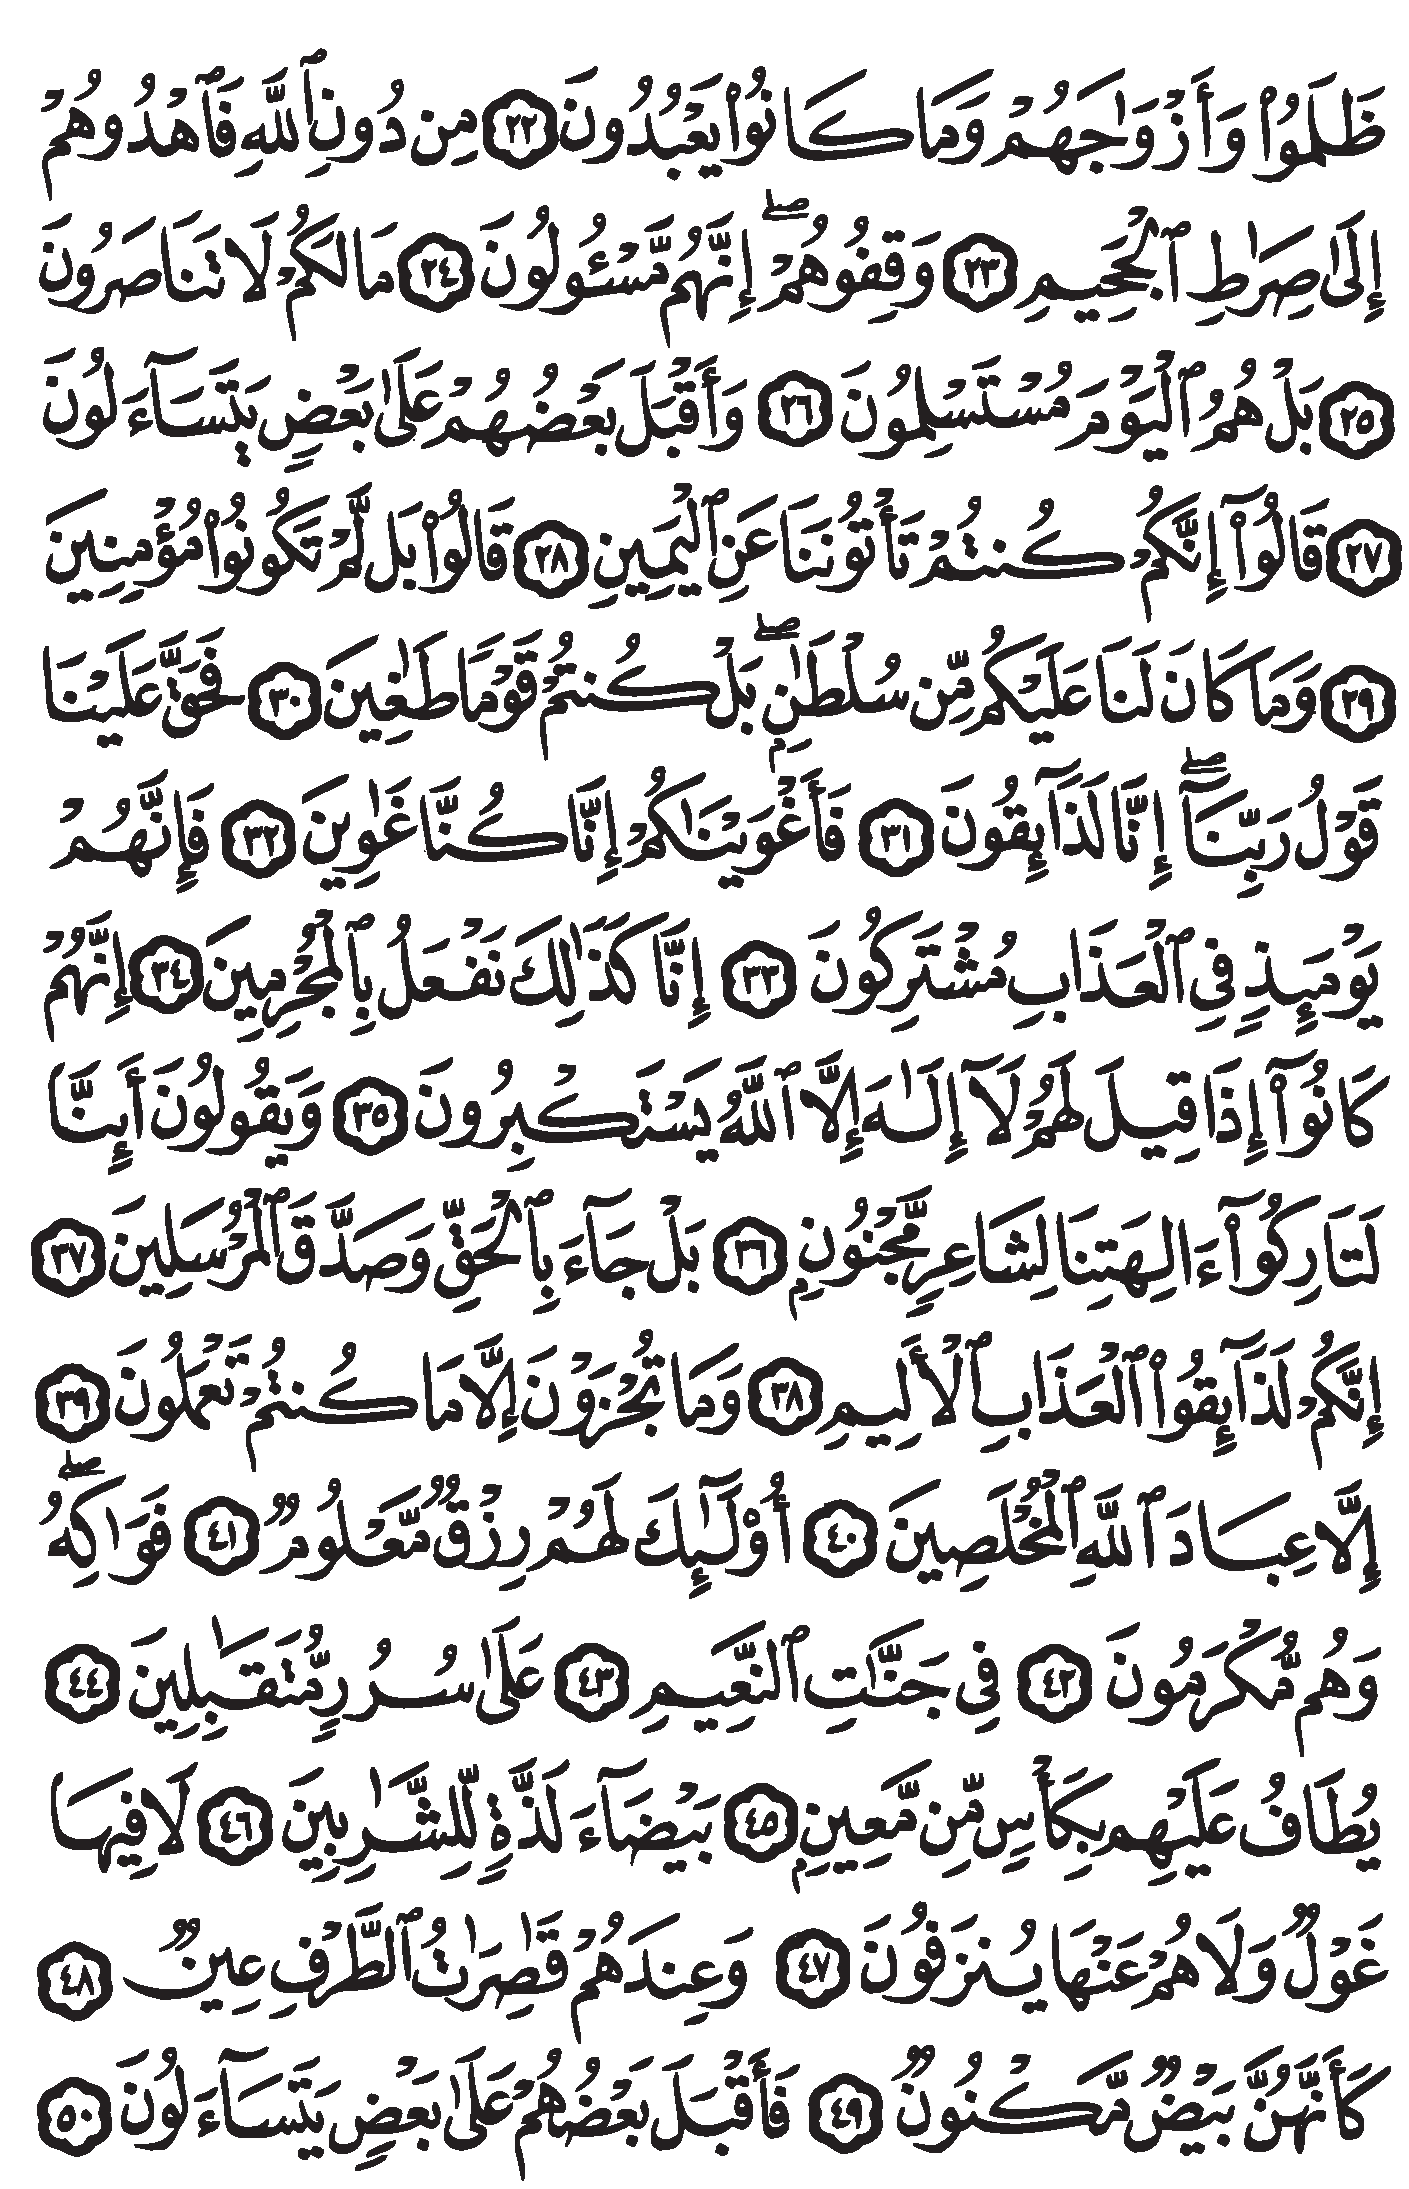 ظَلَمُوا۟ وَأَزْوَٰجَهُمْ وَمَا كَانُوا۟ يَعْبُدُونَ ٢٢ مِن دُونِ ٱللَّهِ فَٱهْدُوهُمْ
إِلَىٰ صِرَٰطِ ٱلْجَحِيمِ ٢٣ وَقِفُوهُمْ ۖ إِنَّهُم مَّسْـُٔولُونَ ٢٤ مَا لَكُمْ لَا تَنَاصَرُونَ
٢٥ بَلْ هُمُ ٱلْيَوْمَ مُسْتَسْلِمُونَ ٢٦ وَأَقْبَلَ بَعْضُهُمْ عَلَىٰ بَعْضٍ يَتَسَآءَلُونَ
٢٧ قَالُوٓا۟ إِنَّكُمْ كُنتُمْ تَأْتُونَنَا عَنِ ٱلْيَمِينِ ٢٨ قَالُوا۟ بَل لَّمْ تَكُونُوا۟ مُؤْمِنِينَ
٢٩ وَمَا كَانَ لَنَا عَلَيْكُم مِّن سُلْطَٰنٍۭ ۖ بَلْ كُنتُمْ قَوْمًا طَٰغِينَ ٣٠ فَحَقَّ عَلَيْنَا
قَوْلُ رَبِّنَآ ۖ إِنَّا لَذَآئِقُونَ ٣١ فَأَغْوَيْنَٰكُمْ إِنَّا كُنَّا غَٰوِينَ ٣٢ فَإِنَّهُمْ
يَوْمَئِذٍ فِى ٱلْعَذَابِ مُشْتَرِكُونَ ٣٣ إِنَّا كَذَٰلِكَ نَفْعَلُ بِٱلْمُجْرِمِينَ ٣٤ إِنَّهُمْ
كَانُوٓا۟ إِذَا قِيلَ لَهُمْ لَآ إِلَٰهَ إِلَّا ٱللَّهُ يَسْتَكْبِرُونَ ٣٥ وَيَقُولُونَ أَئِنَّا
لَتَارِكُوٓا۟ ءَالِهَتِنَا لِشَاعِرٍ مَّجْنُونٍۭ ٣٦ بَلْ جَآءَ بِٱلْحَقِّ وَصَدَّقَ ٱلْمُرْسَلِينَ ٣٧
إِنَّكُمْ لَذَآئِقُوا۟ ٱلْعَذَابِ ٱلْأَلِيمِ ٣٨ وَمَا تُجْزَوْنَ إِلَّا مَا كُنتُمْ تَعْمَلُونَ ٣٩
إِلَّا عِبَادَ ٱللَّهِ ٱلْمُخْلَصِينَ ٤٠ أُو۟لَٰٓئِكَ لَهُمْ رِزْقٌ مَّعْلُومٌ ٤١ فَوَٰكِهُ ۖ
وَهُم مُّكْرَمُونَ ٤٢ فِى جَنَّٰتِ ٱلنَّعِيمِ ٤٣ عَلَىٰ سُرُرٍ مُّتَقَٰبِلِينَ ٤٤
يُطَافُ عَلَيْهِم بِكَأْسٍ مِّن مَّعِينٍۭ ٤٥ بَيْضَآءَ لَذَّةٍ لِّلشَّٰرِبِينَ ٤٦ لَا فِيهَا
غَوْلٌ وَلَا هُمْ عَنْهَا يُنزَفُونَ ٤٧ وَعِندَهُمْ قَٰصِرَٰتُ ٱلطَّرْفِ عِينٌ ٤٨
كَأَنَّهُنَّ بَيْضٌ مَّكْنُونٌ ٤٩ فَأَقْبَلَ بَعْضُهُمْ عَلَىٰ بَعْضٍ يَتَسَآءَلُونَ ٥٠